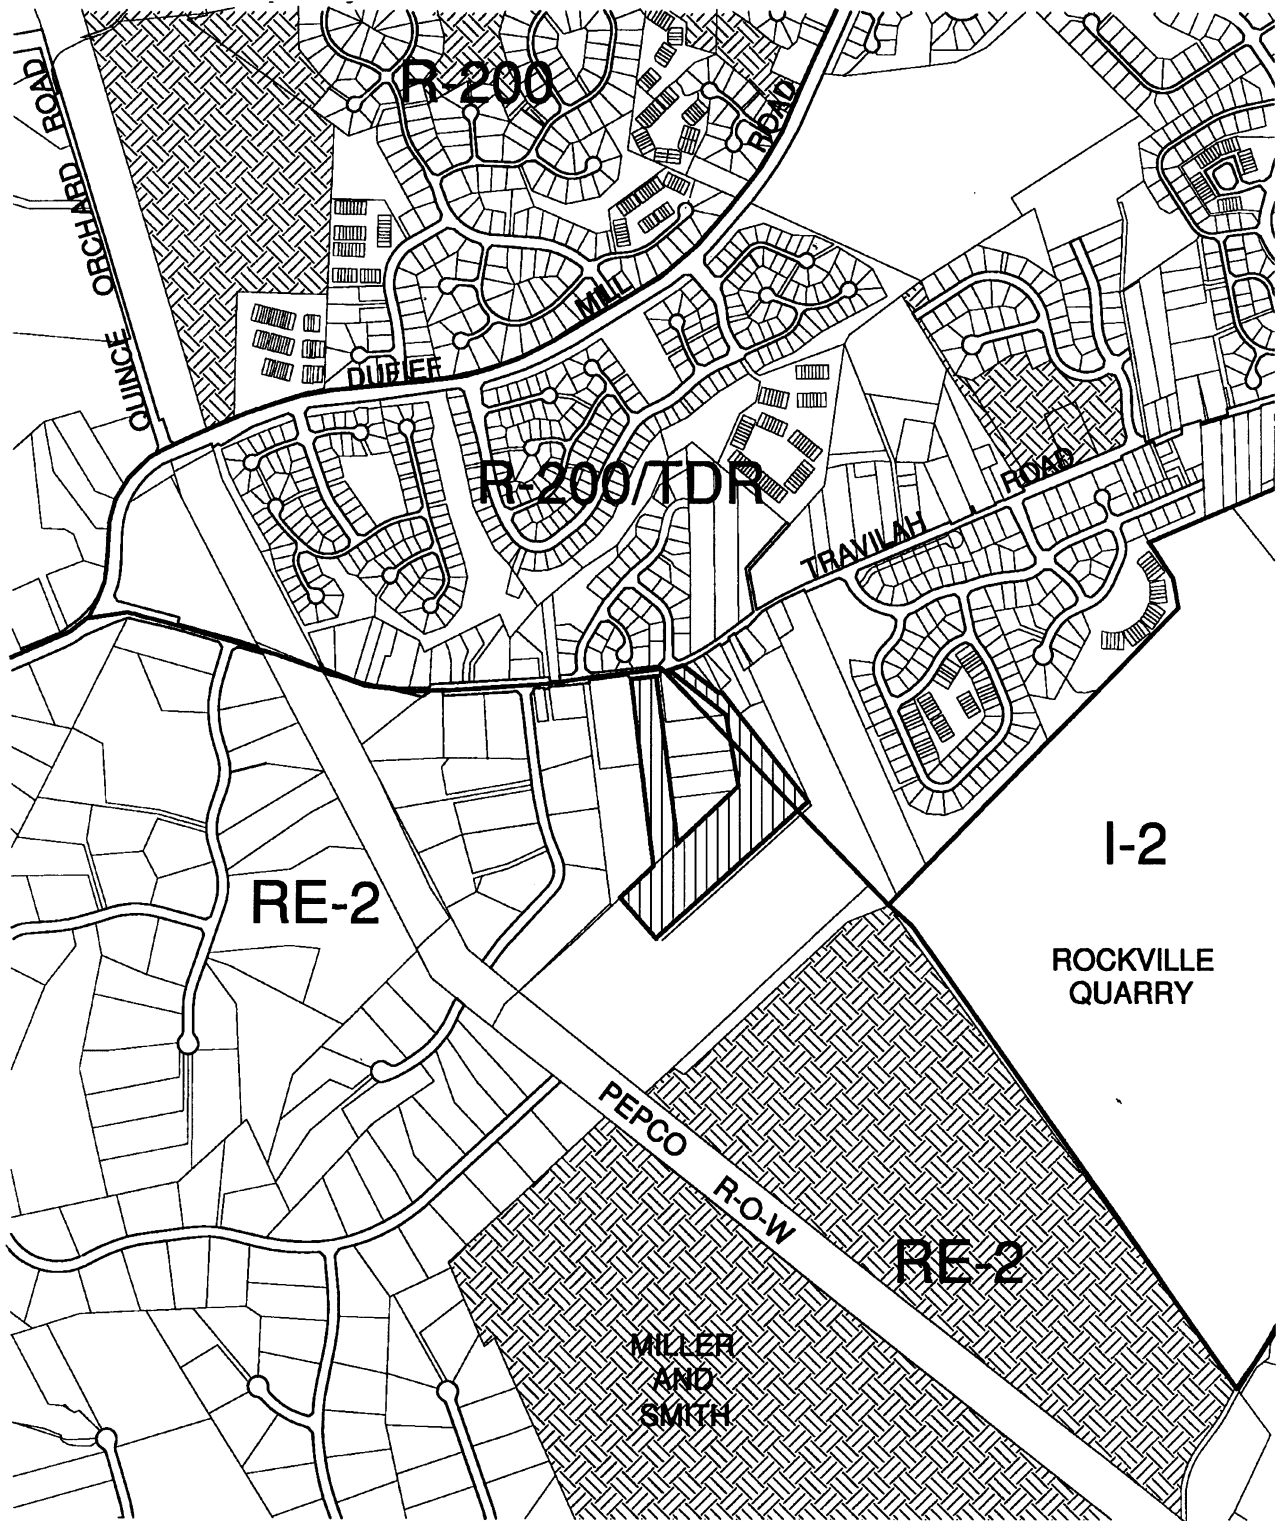 R-200
QUINCE ORCHARD ROAD
DUFIEF MILL ROAD
R-200/TDR
TRAVILAH ROAD
I-2
RE-2
ROCKVILLE
QUARRY
PEPCO R-O-W
RE-2
MILLER
AND
SMITH